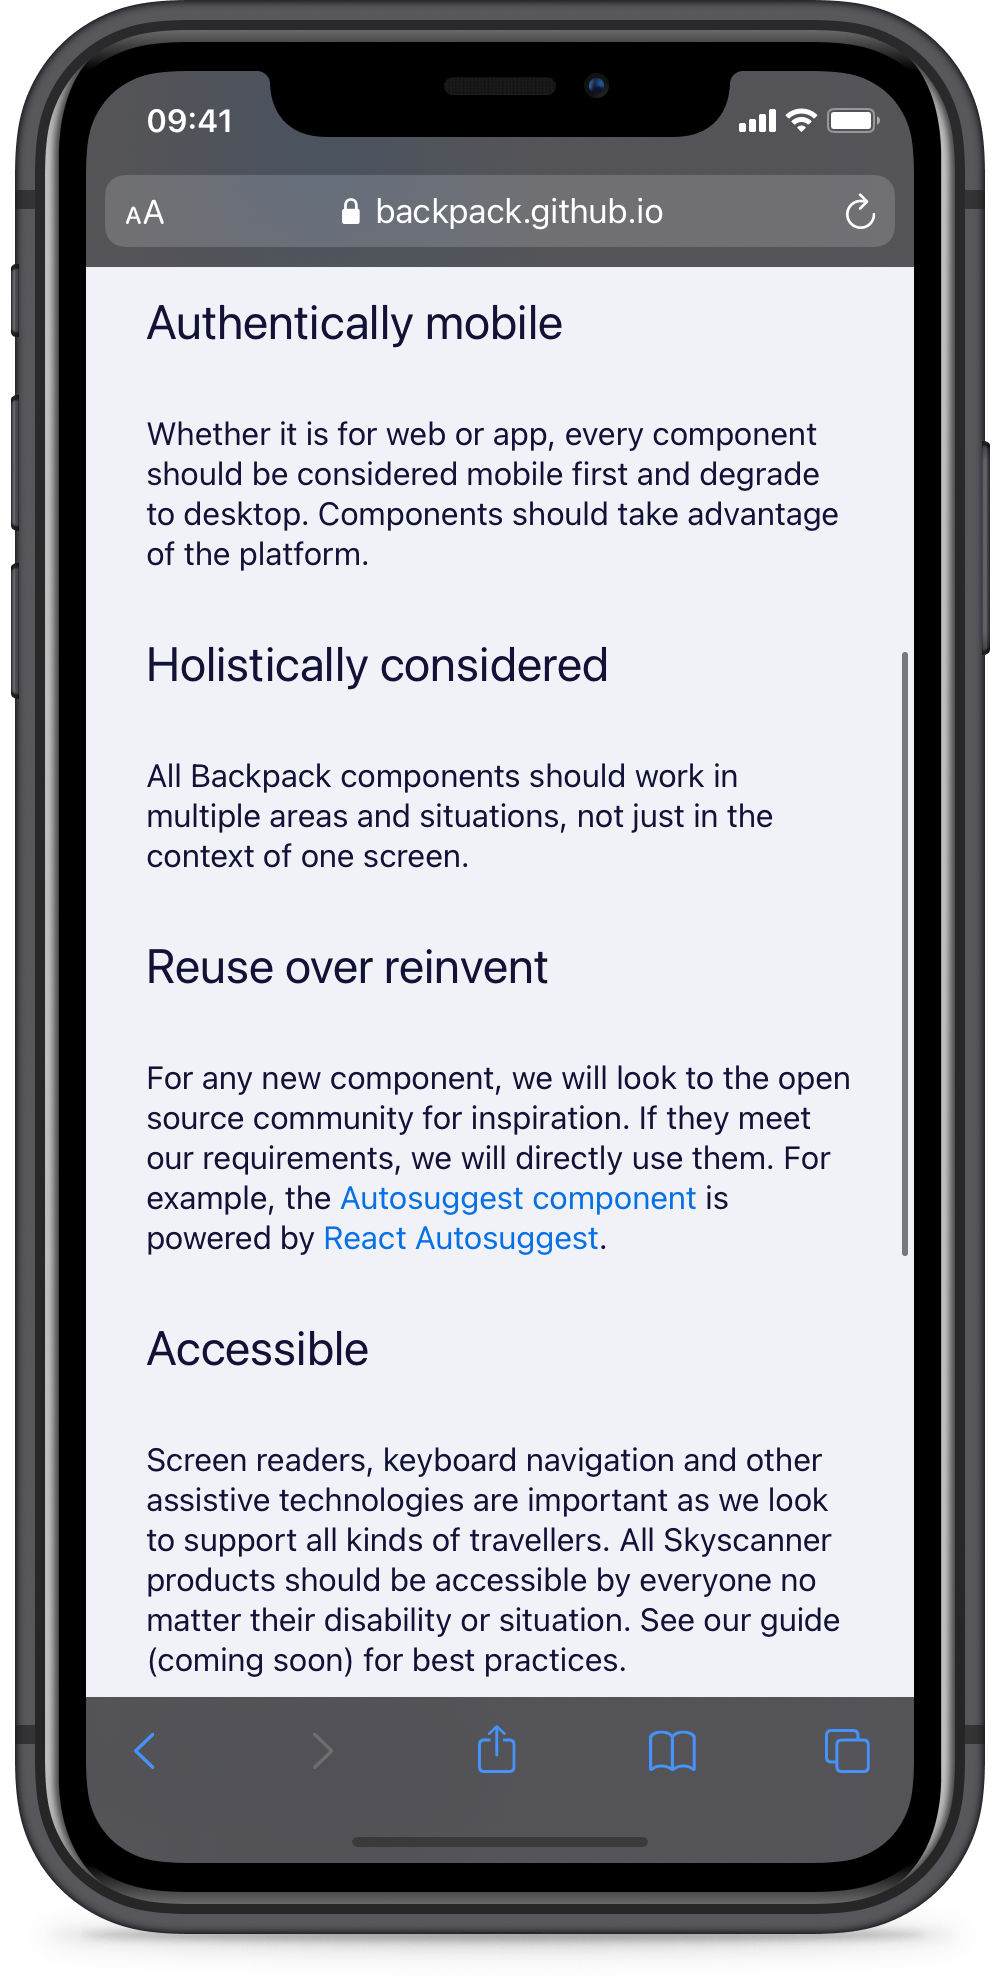 09:41
AA backpack.github.io
Authentically mobile
Whether it is for web or app, every component
should be considered mobile first and degrade
to desktop. Components should take advantage
of the platform.
Holistically considered
All Backpack components should work in
multiple areas and situations, not just in the
context of one screen.
Reuse over reinvent
For any new component, we will look to the open
source community for inspiration. If they meet
our requirements, we will directly use them. For
example, the Autosuggest component is
powered by React Autosuggest.
Accessible
Screen readers, keyboard navigation and other
assistive technologies are important as we look
to support all kinds of travellers. All Skyscanner
products should be accessible by everyone no
matter their disability or situation. See our guide
(coming soon) for best practices.